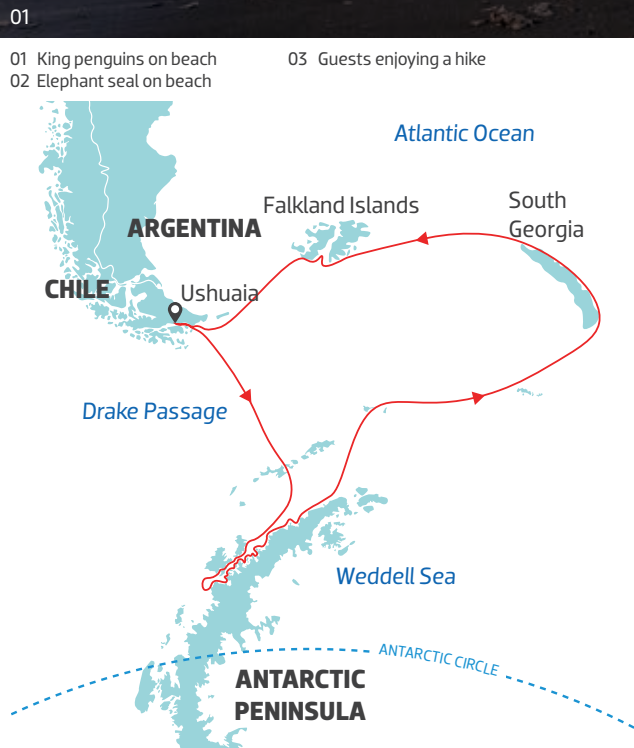 01
01 King penguins on beach
02 Elephant seal on beach
03 Guests enjoying a hike
Atlantic Ocean
Falkland Islands
South
Georgia
ARGENTINA
CHILE
Ushuaia
Drake Passage
Weddell Sea
ANTARCTIC CIRCLE
ANTARCTIC
PENINSULA